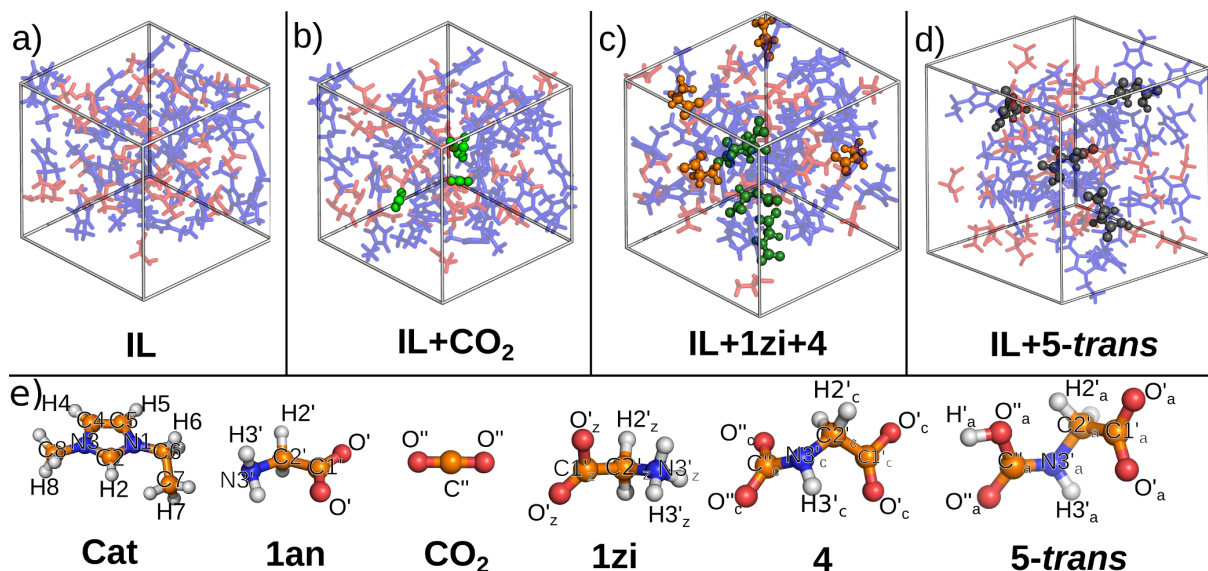 a)
IL
b)
IL+CO₂
c)
IL+1zi+4
d)
IL+5-trans
e)
H4
H5
C4
C5
H6
N3
N1
C8
C2
C6
C7
H8
H2
H7
Cat
H2'
H3'
O'
N3'
C2'
C1'
O'
1an
O''
O''
C''
CO₂
O'z
H2'z
C1'z
C2'z
N3'z
O'z
H3'z
1zi
H2'c
O''c
O'c
C2'c
N3'c
C''c
C1'c
O''c
H3'c
O'c
4
H2'a
O'a
H'a
O''a
C2'a
C1'a
C''a
N3'a
O''a
H3'a
O'a
5-trans